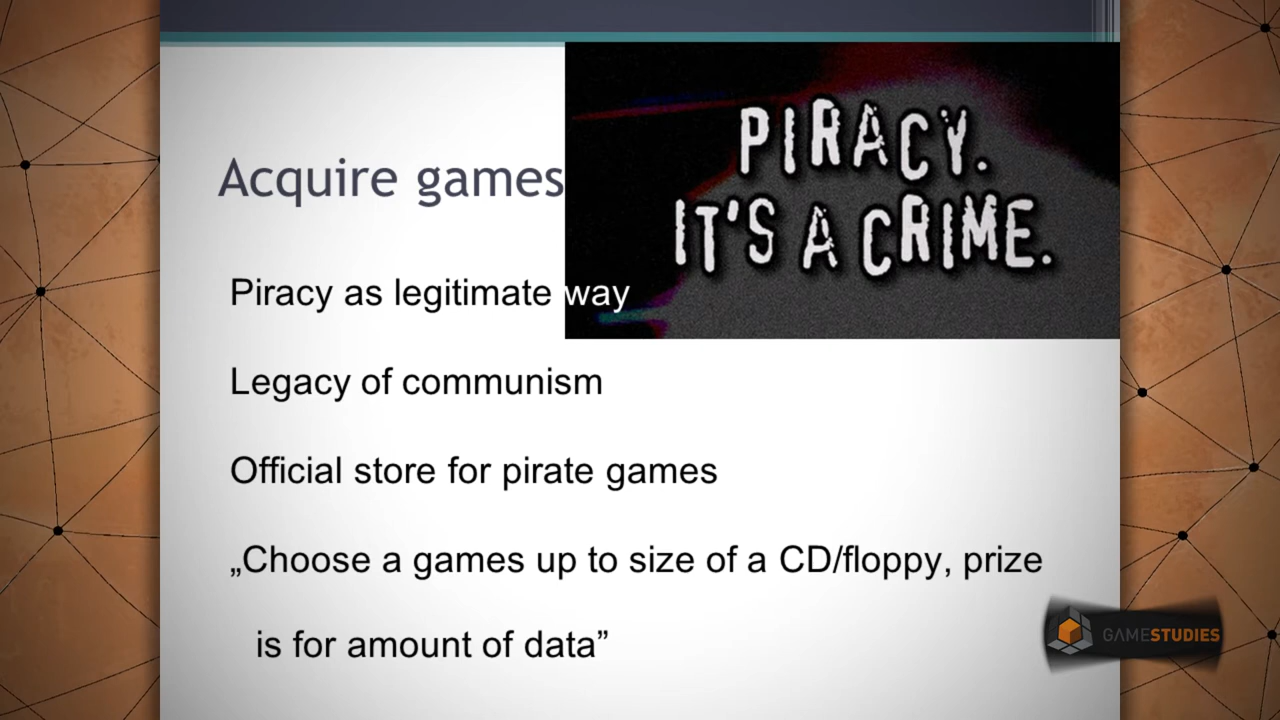 PIRACY.
IT'S A CRIME.
Acquire games
Piracy as legitimate way
Legacy of communism
Official store for pirate games
„Choose a games up to size of a CD/floppy, prize
is for amount of data”
GAMESTUDIES